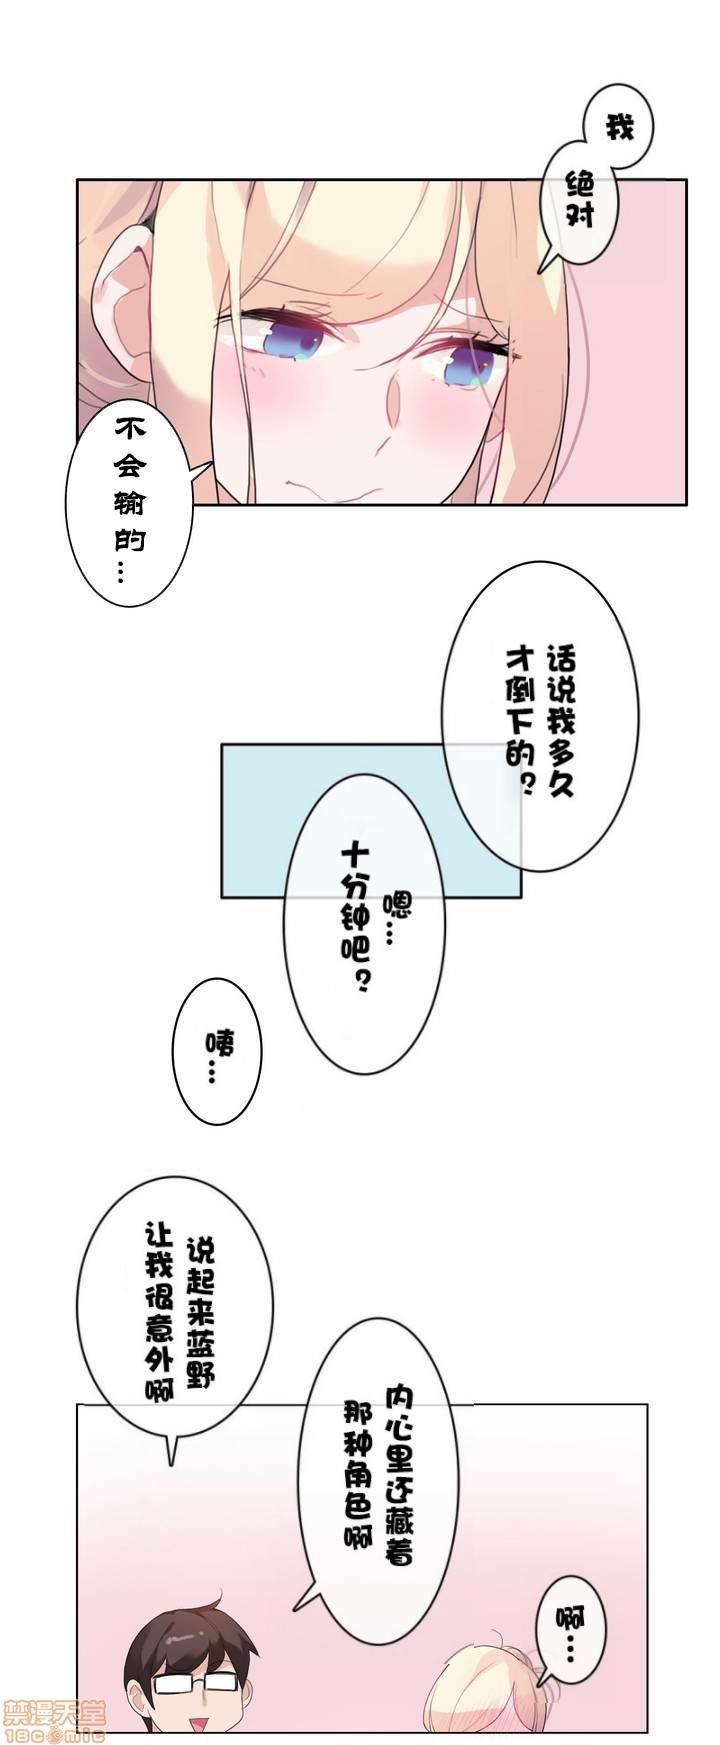 我
绝对
不会输的…
话说我多久
才倒下的?
嗯…
十分钟吧?
咦…
说起来蓝野
让我很意外啊
内心里还藏着
那种角色啊
啊…
禁漫天堂
18comic